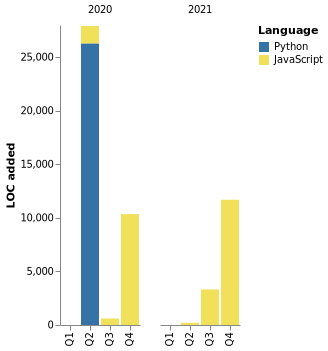 2020
2021
Language
Python
JavaScript
LOC added
25,000
20,000
15,000
10,000
5,000
0
Q1
Q2
Q3
Q4
Q1
Q2
Q3
Q4